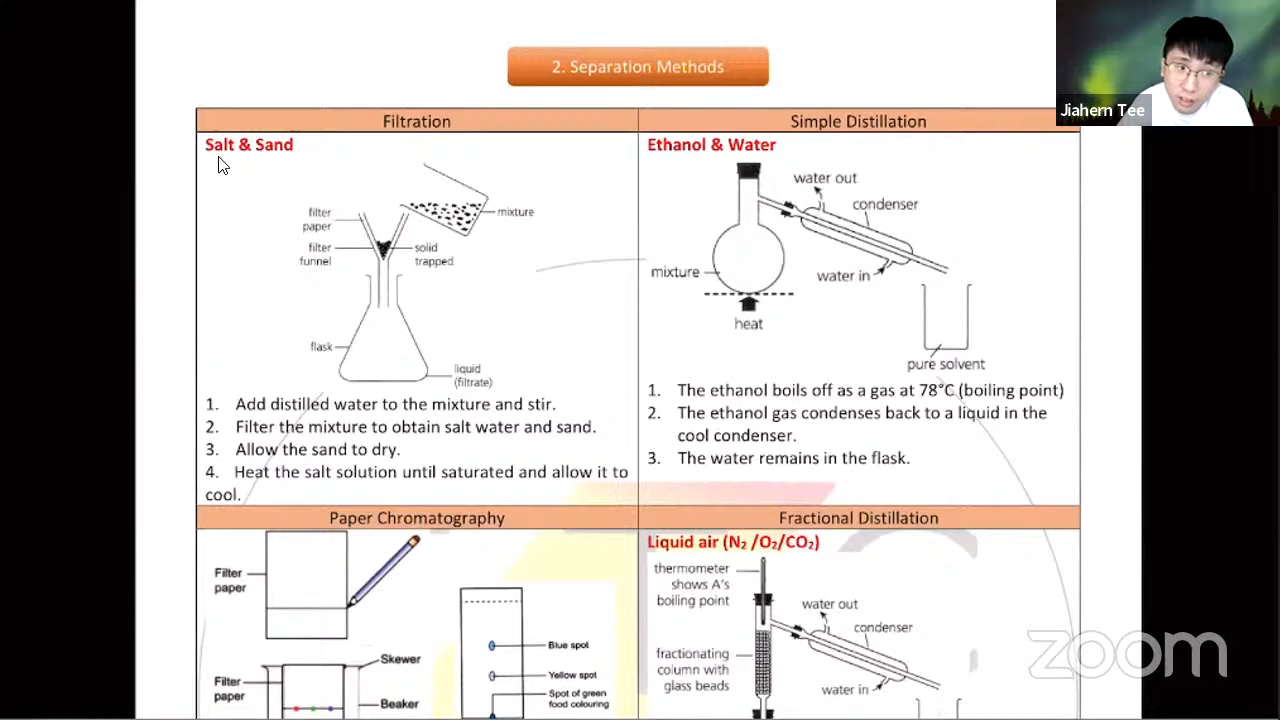 2. Separation Methods
Jiahern Tee
Filtration
Simple Distillation
Salt & Sand
filter
paper
filter
funnel
mixture
solid
trapped
flask
liquid
(filtrate)
1. Add distilled water to the mixture and stir.
2. Filter the mixture to obtain salt water and sand.
3. Allow the sand to dry.
4. Heat the salt solution until saturated and allow it to
cool.
Ethanol & Water
water out
condenser
mixture
water in
heat
pure solvent
1. The ethanol boils off as a gas at 78°C (boiling point)
2. The ethanol gas condenses back to a liquid in the
cool condenser.
3. The water remains in the flask.
Paper Chromatography
Fractional Distillation
Filter
paper
Skewer
Filter
paper
Beaker
Blue spot
Yellow spot
Spot of green
food colouring
Liquid air (N₂ /O₂/CO₂)
thermometer
shows A's
boiling point
water out
condenser
fractionating
column with
glass beads
water in
zoom